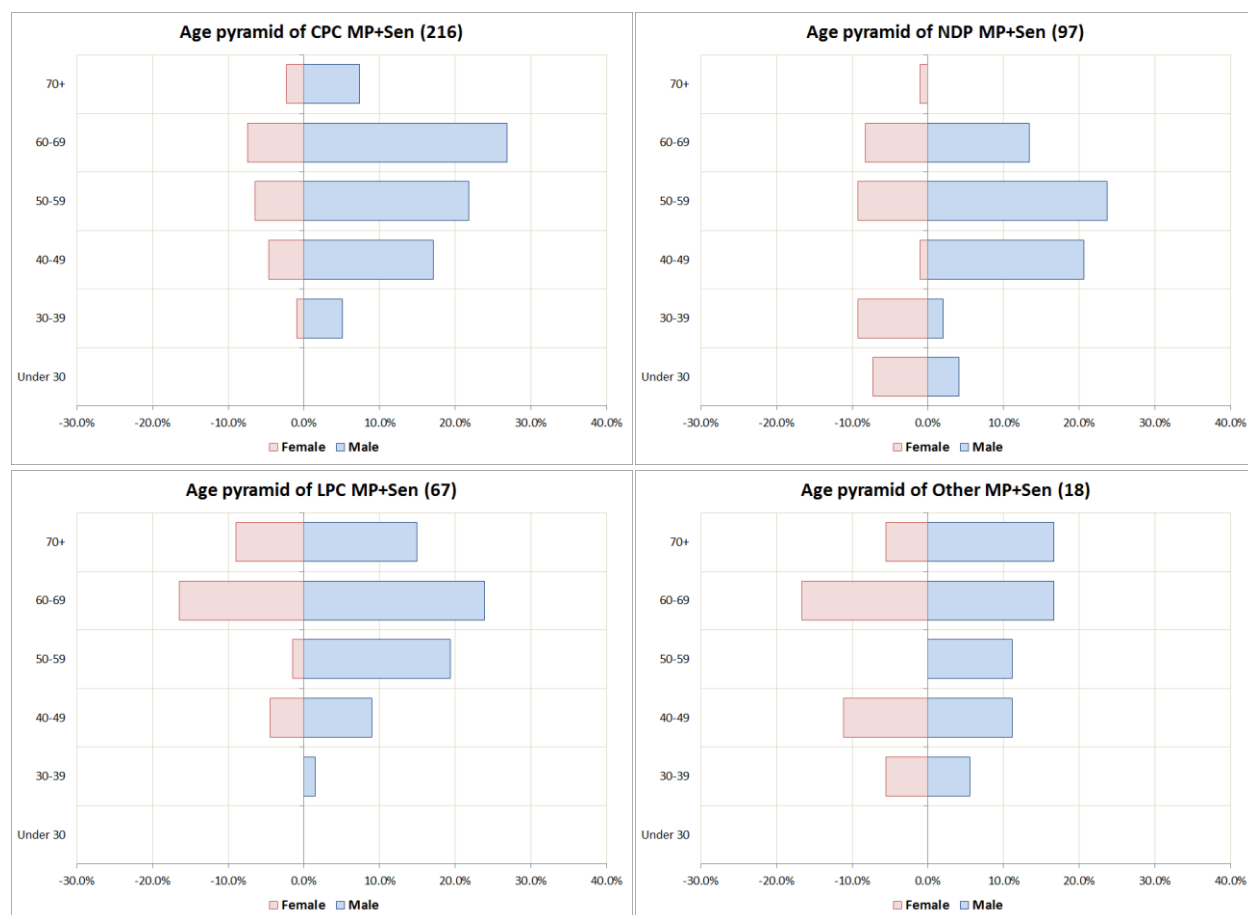 Age pyramid of CPC MP+Sen (216)
70+
60-69
50-59
40-49
30-39
Under 30
-30.0% -20.0% -10.0% 0.0% 10.0% 20.0% 30.0% 40.0%
Female Male
Age pyramid of NDP MP+Sen (97)
70+
60-69
50-59
40-49
30-39
Under 30
-30.0% -20.0% -10.0% 0.0% 10.0% 20.0% 30.0% 40.0%
Female Male
Age pyramid of LPC MP+Sen (67)
70+
60-69
50-59
40-49
30-39
Under 30
-30.0% -20.0% -10.0% 0.0% 10.0% 20.0% 30.0% 40.0%
Female Male
Age pyramid of Other MP+Sen (18)
70+
60-69
50-59
40-49
30-39
Under 30
-30.0% -20.0% -10.0% 0.0% 10.0% 20.0% 30.0% 40.0%
Female Male